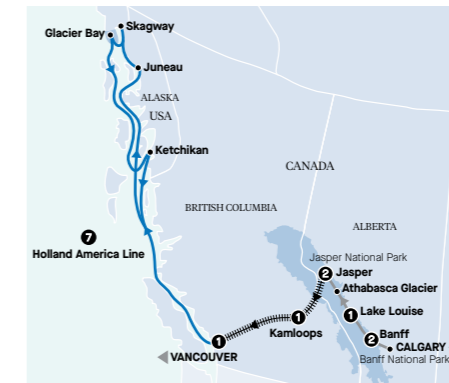 Skagway
Glacier Bay
Juneau
ALASKA
USA
Ketchikan
CANADA
BRITISH COLUMBIA
ALBERTA
7
Holland America Line
Jasper National Park
2 Jasper
Athabasca Glacier
1 Lake Louise
1
Kamloops
2 Banff
1
CALGARY
VANCOUVER
Banff National Park